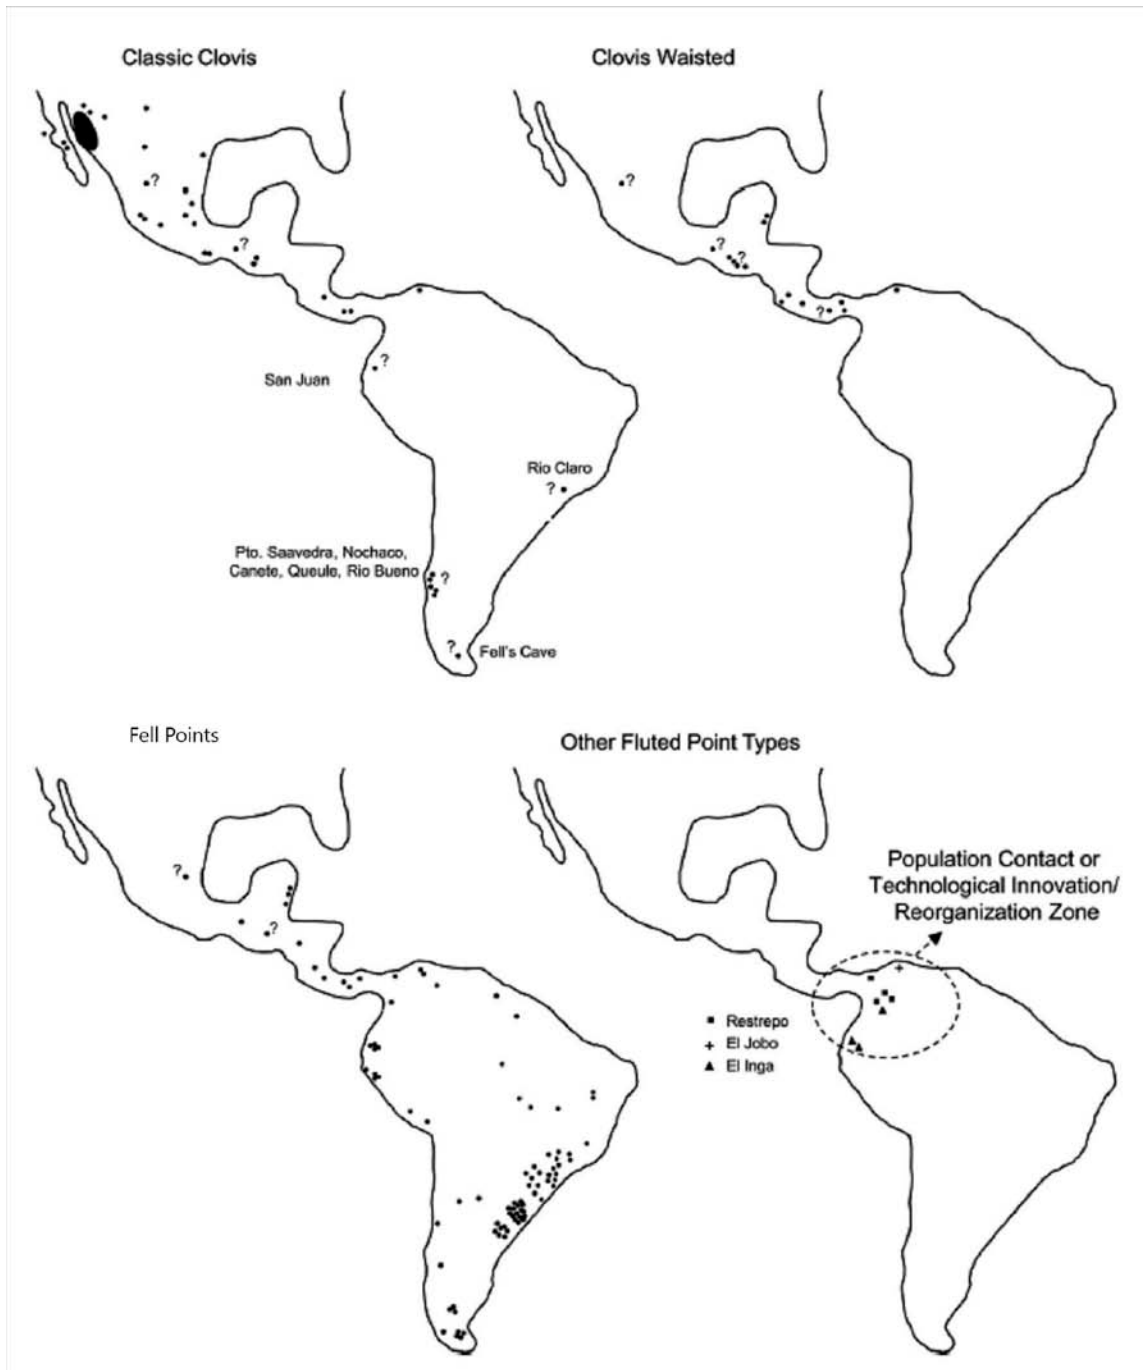 Classic Clovis
Clovis Waisted
?
?
?
San Juan
Rio Claro
?
Pto. Saavedra, Nochaco,
Canete, Queule, Rio Bueno
?
?
Fell's Cave
?
?
?
?
Fell Points
Other Fluted Point Types
?
?
Population Contact or
Technological Innovation/
Reorganization Zone
Restrepo
El Jobo
El Inga